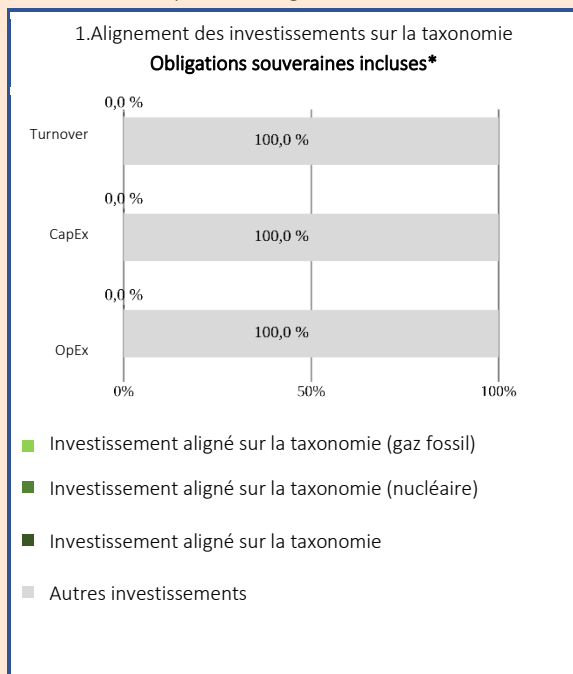 1.Alignement des investissements sur la taxonomie
Obligations souveraines incluses*
0,0 %
Turnover
100,0 %
0,0 %
CapEx
100,0 %
0,0 %
OpEx
100,0 %
0%
50%
100%
Investissement aligné sur la taxonomie (gaz fossil)
Investissement aligné sur la taxonomie (nucléaire)
Investissement aligné sur la taxonomie
Autres investissements